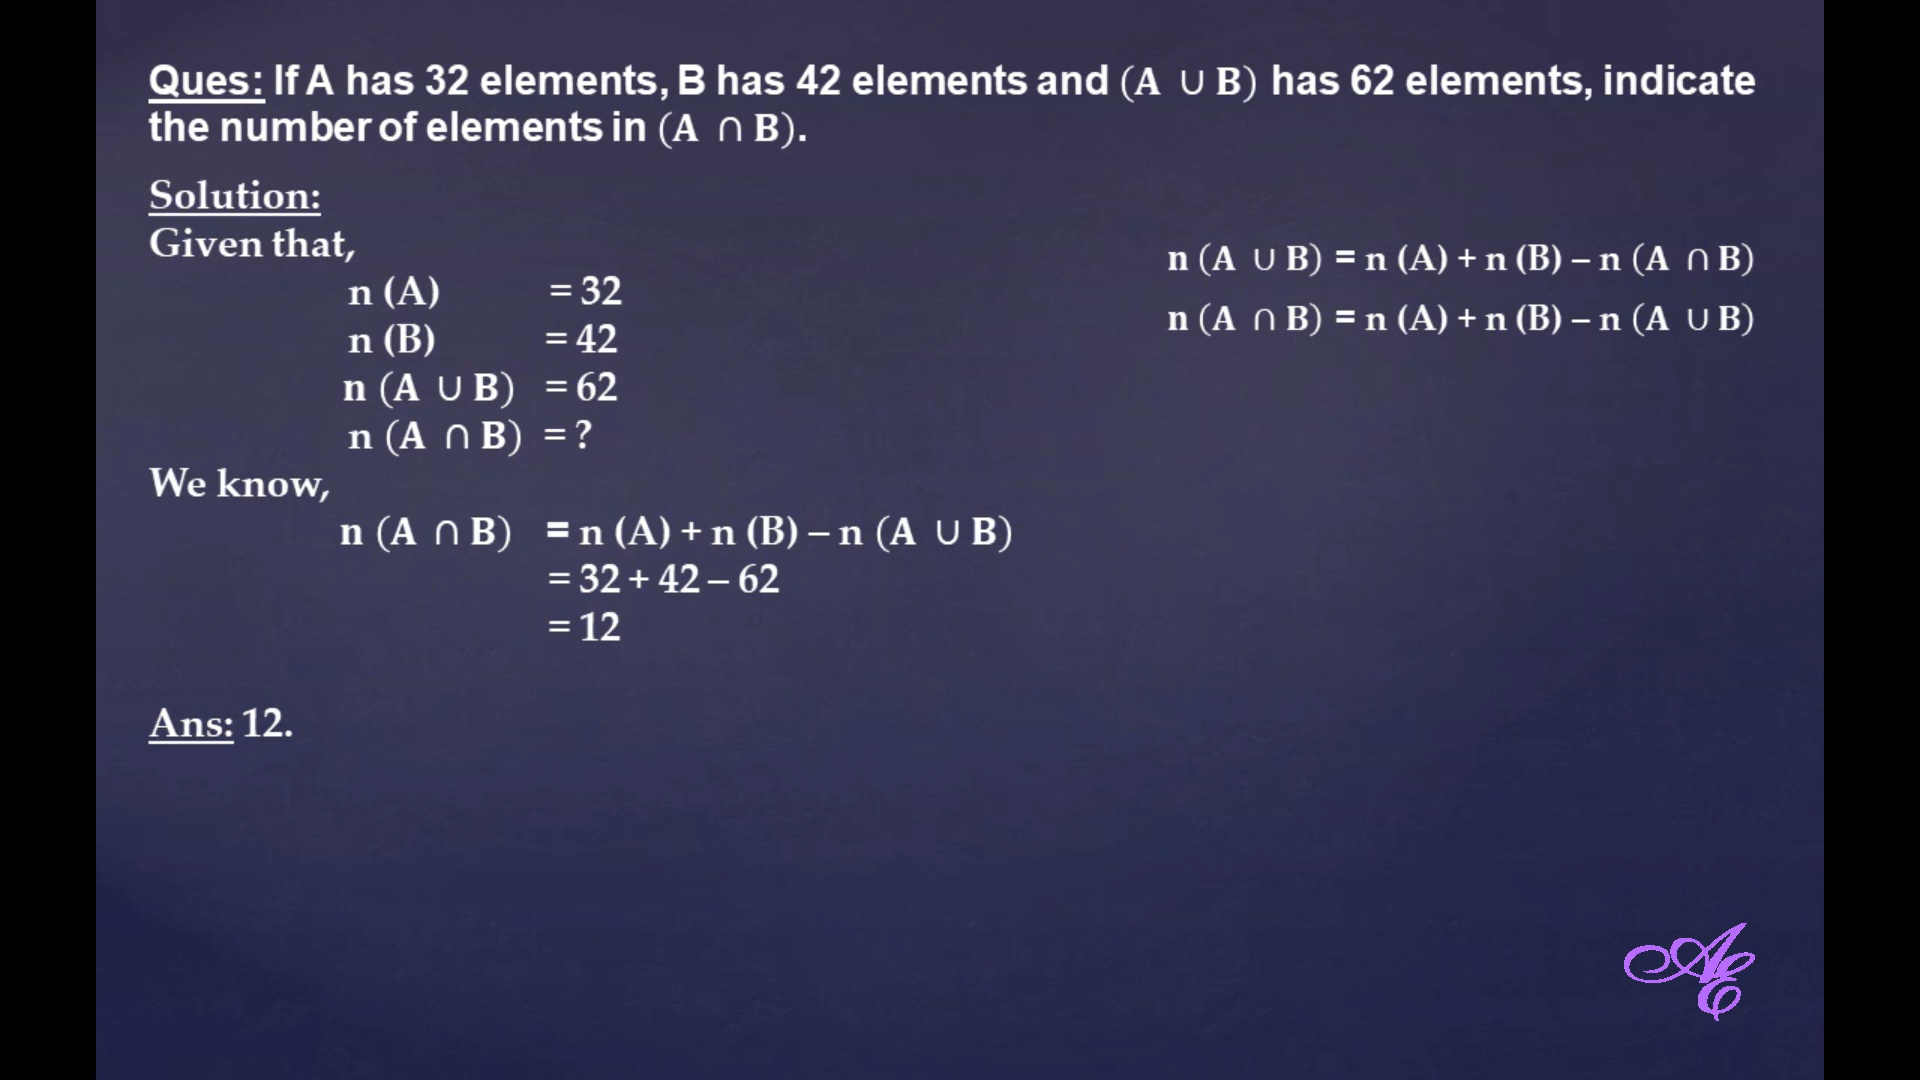 Ques: If A has 32 elements, B has 42 elements and (A ∪ B) has 62 elements, indicate
the number of elements in (A ∩ B).
Solution:
Given that,
n (A ∪ B) = n (A) + n (B) – n (A ∩ B)
n (A) = 32
n (A ∩ B) = n (A) + n (B) – n (A ∪ B)
n (B) = 42
n (A ∪ B) = 62
n (A ∩ B) = ?
We know,
n (A ∩ B) = n (A) + n (B) – n (A ∪ B)
= 32 + 42 – 62
= 12
Ans: 12.